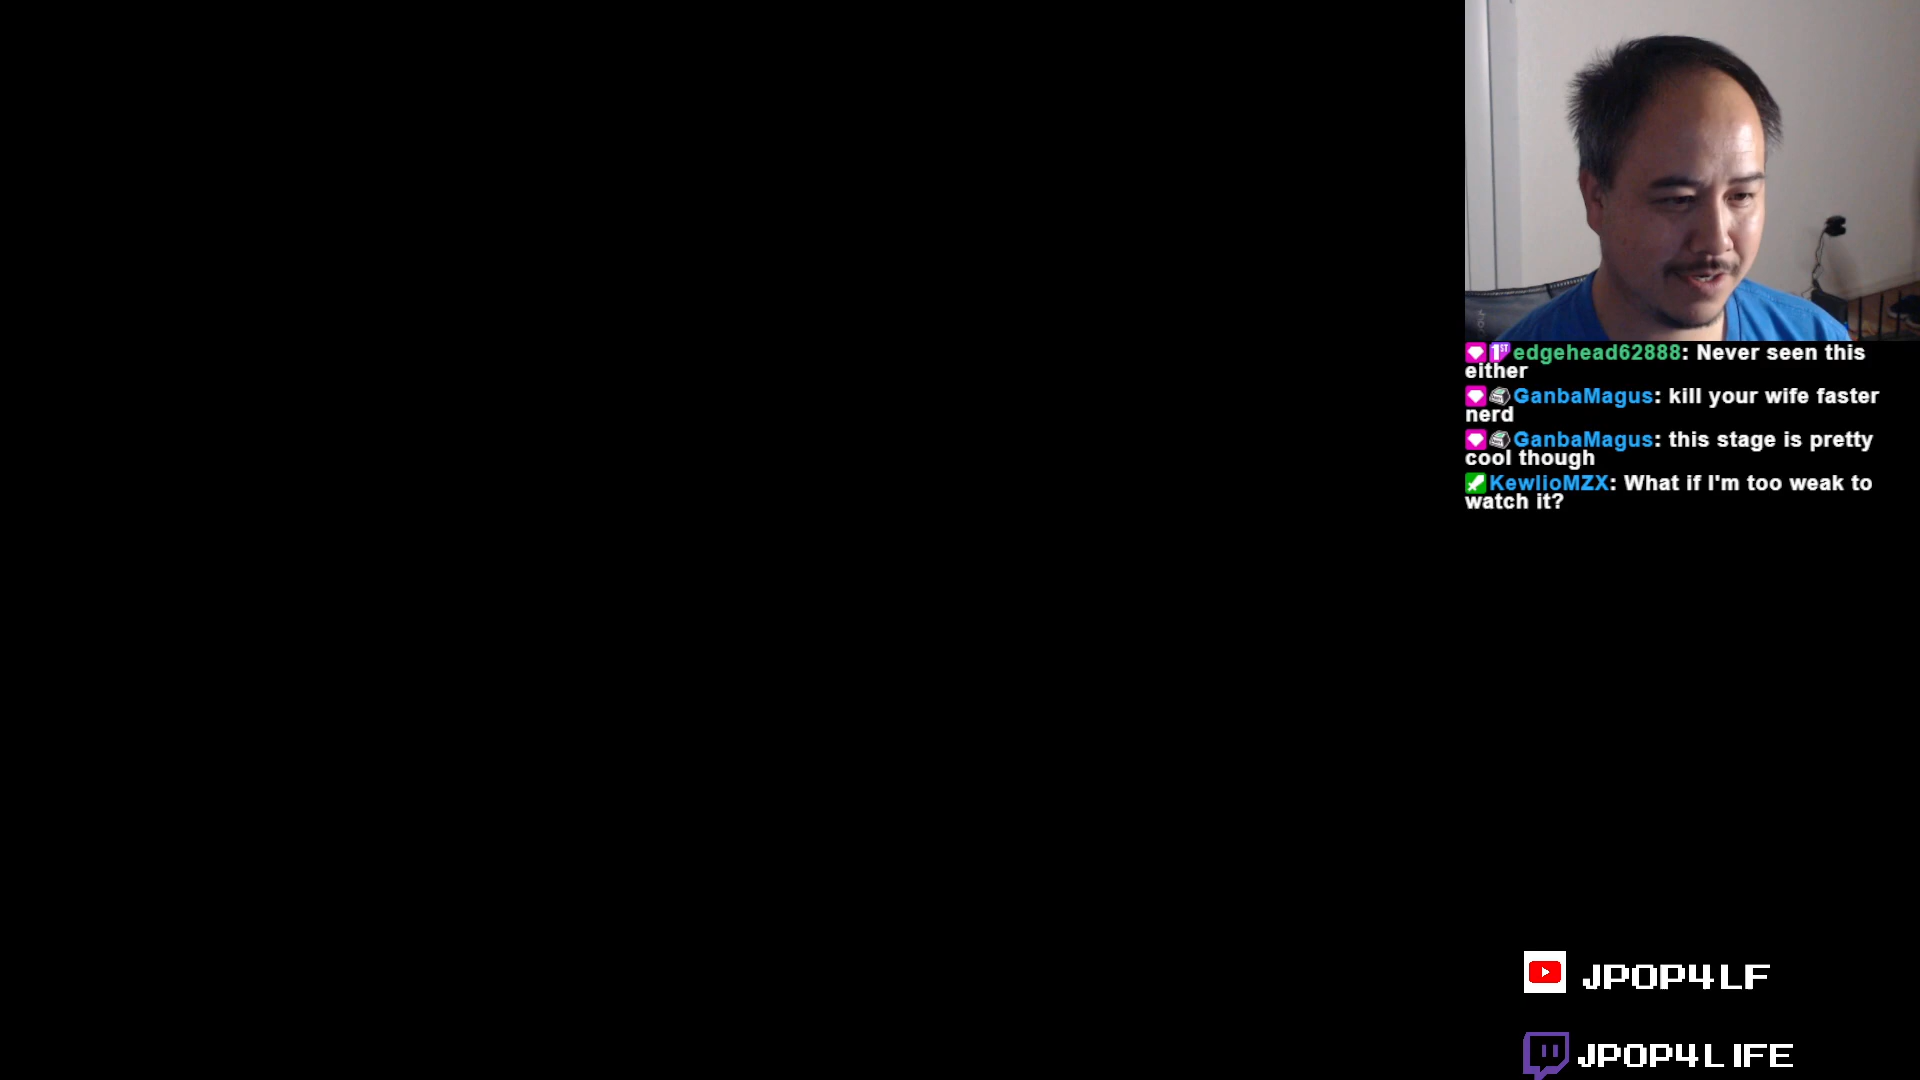 edgehead62888: Never seen this
either
GanbaMagus: kill your wife faster
nerd
GanbaMagus: this stage is pretty
cool though
KewlioMZX: What if I'm too weak to
watch it?
JPOP4LF
JPOP4LIFE